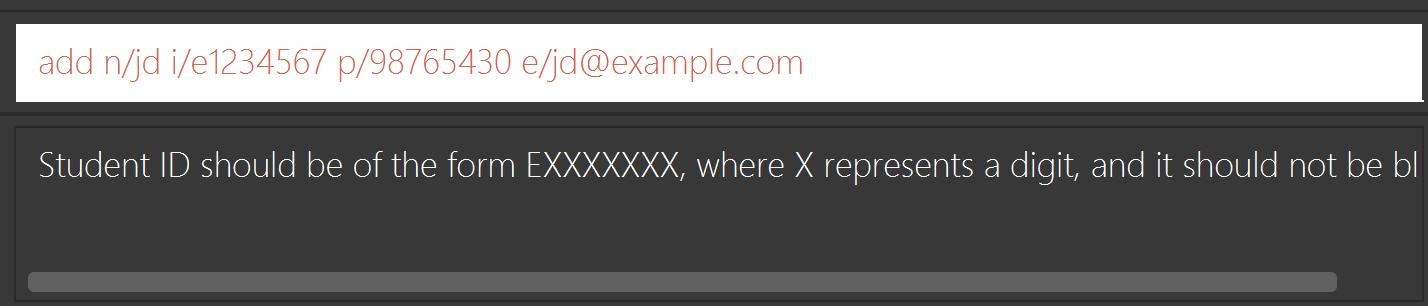 add n/jd i/e1234567 p/98765430 e/jd@example.com
Student ID should be of the form EXXXXXXX, where X represents a digit, and it should not be